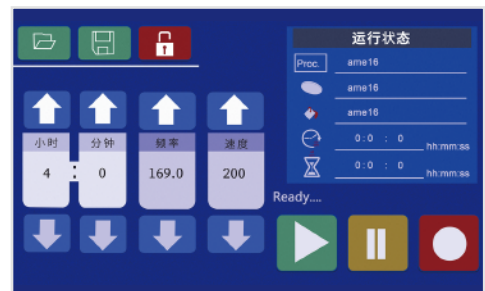 运行状态
Proc. ame16
ame16
ame16
0:0 : 0 hh:mm:ss
0:0 : 0 hh:mm:ss
小时 分钟 频率 速度
4 : 0 169.0 200
Ready....